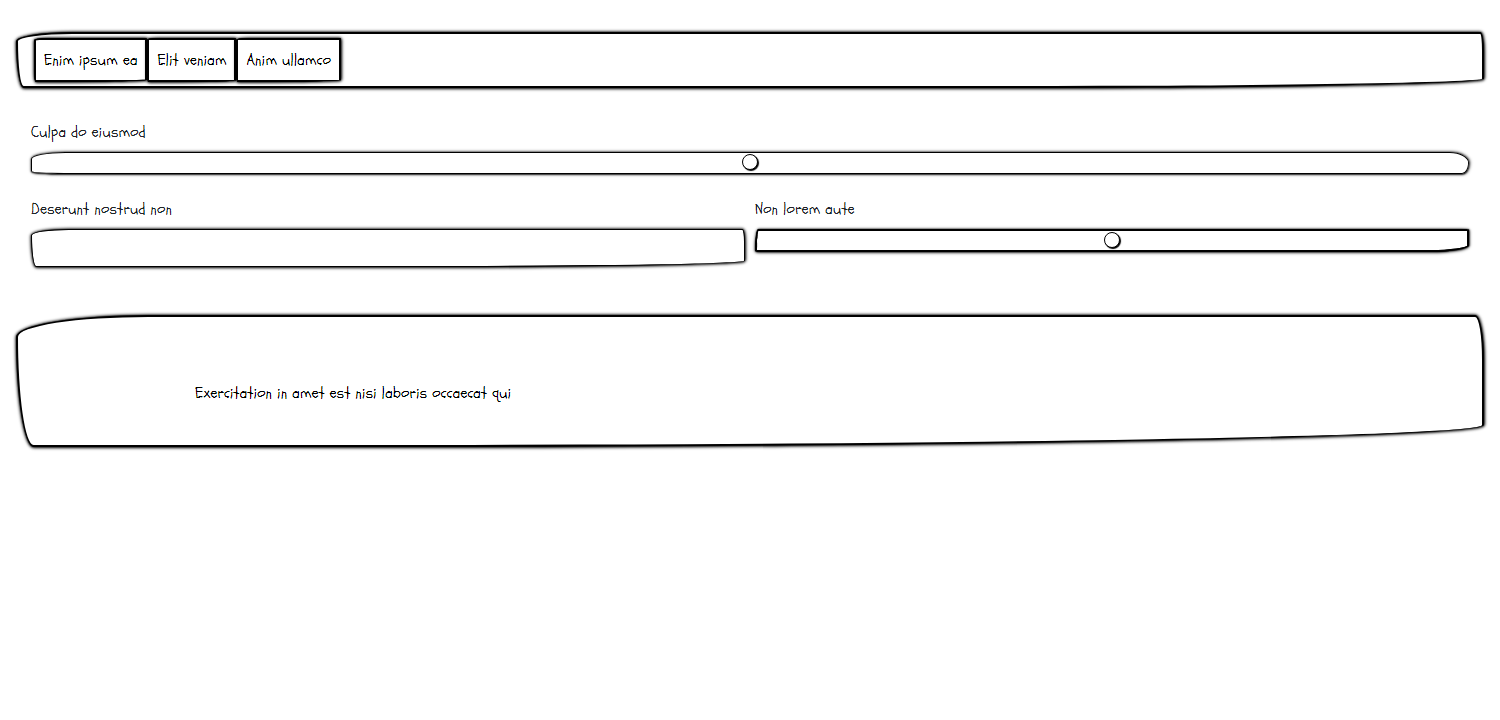 Enim ipsum ea Elit veniam Anim ullamco
Culpa do eiusmod
Deserunt nostrud non Non lorem aute
Exercitation in amet est nisi laboris occaecat qui